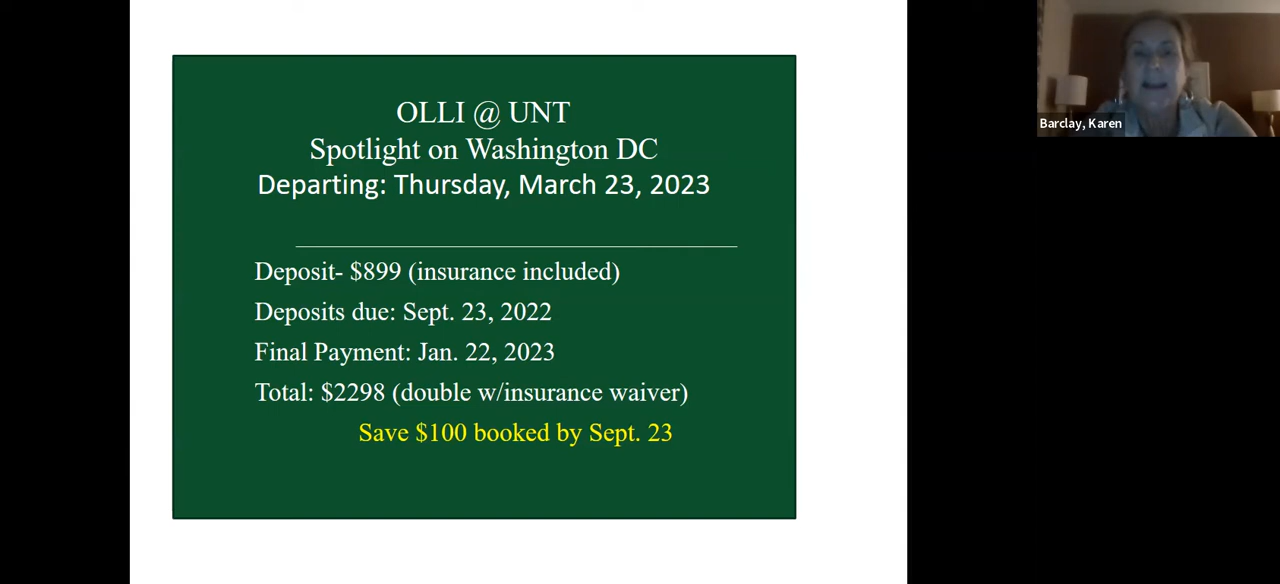 OLLI @ UNT
Spotlight on Washington DC
Departing: Thursday, March 23, 2023
Deposit- $899 (insurance included)
Deposits due: Sept. 23, 2022
Final Payment: Jan. 22, 2023
Total: $2298 (double w/insurance waiver)
Save $100 booked by Sept. 23
Barclay, Karen